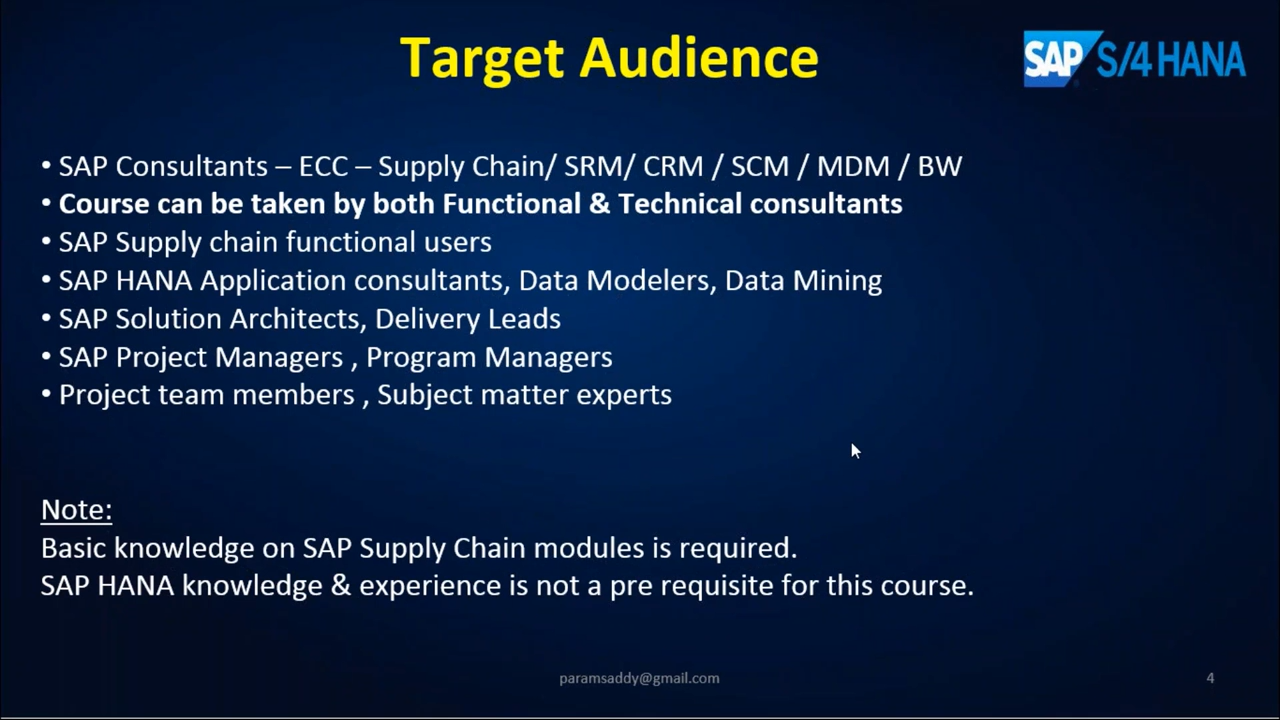 Target Audience
SAP S/4 HANA
• SAP Consultants – ECC – Supply Chain/ SRM/ CRM / SCM / MDM / BW
• Course can be taken by both Functional & Technical consultants
• SAP Supply chain functional users
• SAP HANA Application consultants, Data Modelers, Data Mining
• SAP Solution Architects, Delivery Leads
• SAP Project Managers , Program Managers
• Project team members , Subject matter experts
Note:
Basic knowledge on SAP Supply Chain modules is required.
SAP HANA knowledge & experience is not a pre requisite for this course.
paramsaddy@gmail.com
4